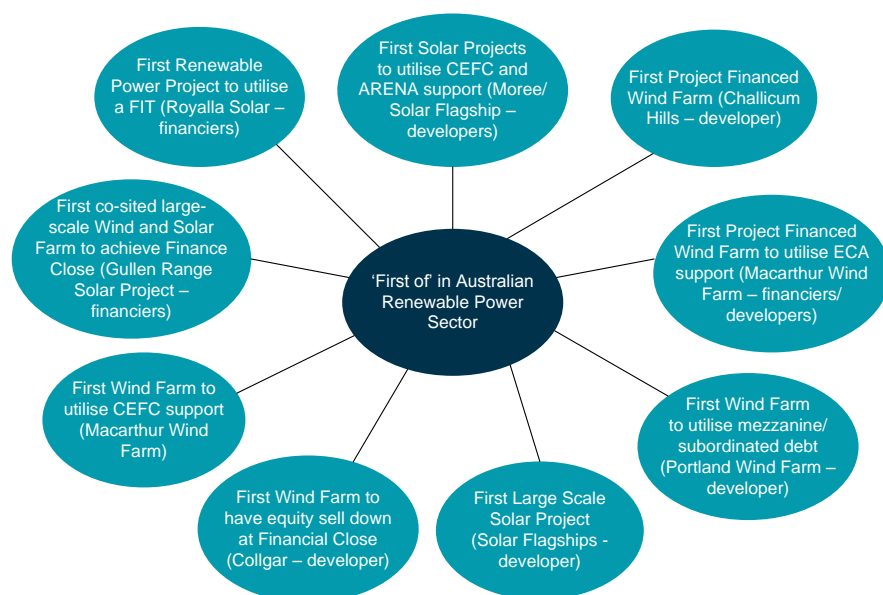 First Renewable
Power Project to utilise
a FIT (Royalla Solar –
financiers)
First Solar Projects
to utilise CEFC and
ARENA support (Moree/
Solar Flagship –
developers)
First Project Financed
Wind Farm (Challicum
Hills – developer)
First co-sited large-
scale Wind and Solar
Farm to achieve Finance
Close (Gullen Range
Solar Project –
financiers)
‘First of’ in Australian
Renewable Power
Sector
First Project Financed
Wind Farm to utilise ECA
support (Macarthur Wind
Farm – financiers/
developers)
First Wind Farm to
utilise CEFC support
(Macarthur Wind
Farm)
First Wind Farm
to utilise mezzanine/
subordinated debt
(Portland Wind Farm –
developer)
First Wind Farm to
have equity sell down
at Financial Close
(Collgar – developer)
First Large Scale
Solar Project
(Solar Flagships -
developer)